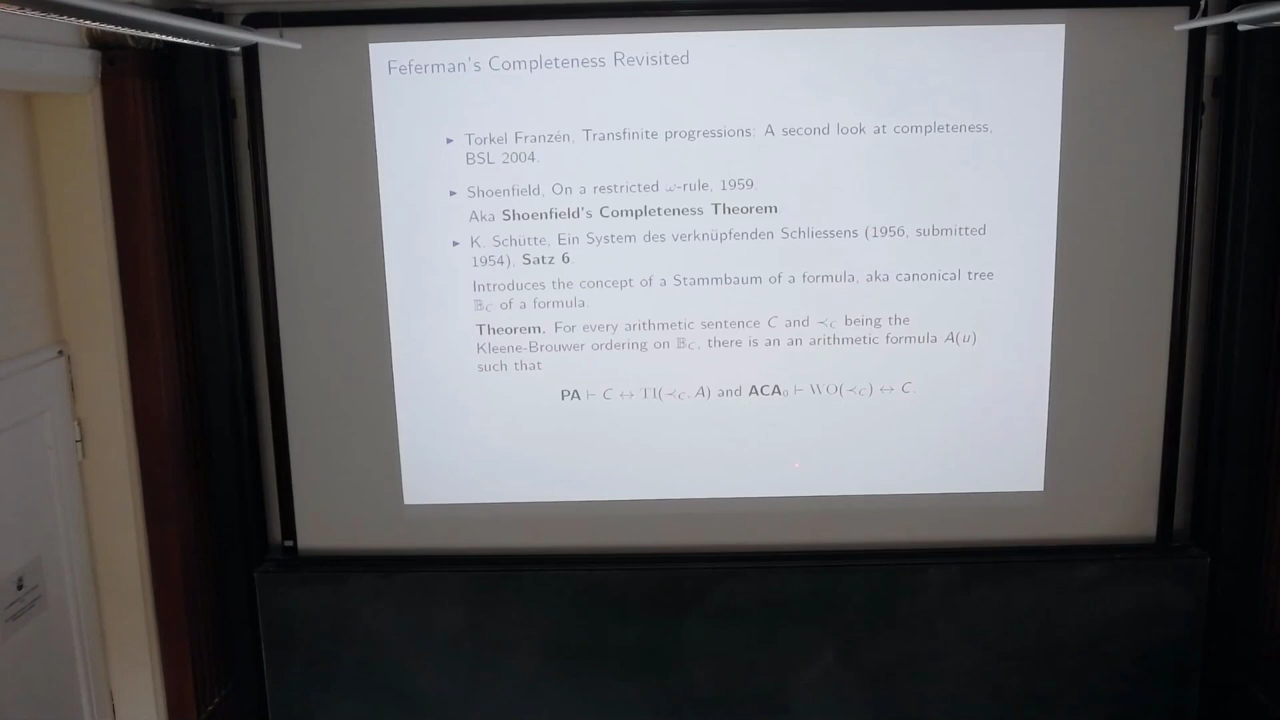 Feferman's Completeness Revisited
▸ Torkel Franzén, Transfinite progressions: A second look at completeness,
BSL 2004.
▸ Shoenfield, On a restricted ω-rule, 1959.
Aka Shoenfield's Completeness Theorem.
▸ K. Schütte, Ein System des verknüpfenden Schliessens (1956, submitted
1954), Satz 6.
Introduces the concept of a Stammbaum of a formula, aka canonical tree
𝔹_C of a formula.
Theorem. For every arithmetic sentence C and ≺_C being the
Kleene-Brouwer ordering on 𝔹_C, there is an an arithmetic formula A(u)
such that
PA ⊢ C ↔ TI(≺_C, A) and ACA₀ ⊢ WO(≺_C) ↔ C.